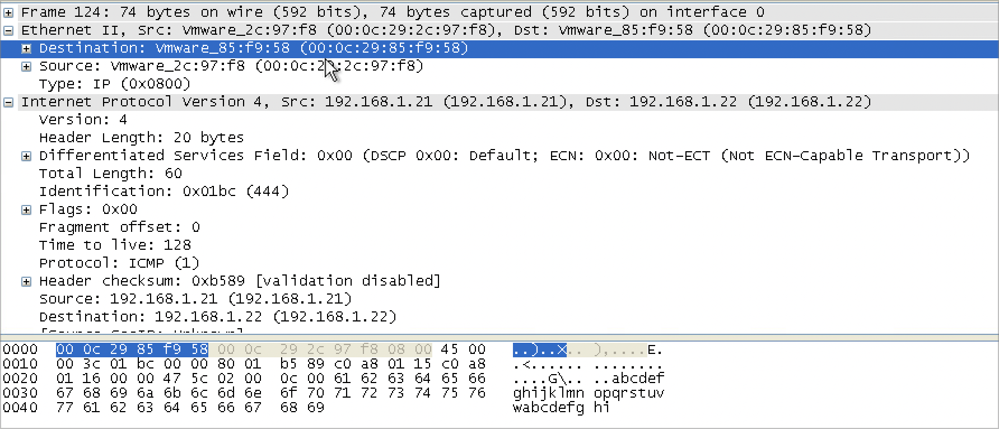 Frame 124: 74 bytes on wire (592 bits), 74 bytes captured (592 bits) on interface 0
Ethernet II, Src: Vmware_2c:97:f8 (00:0c:29:2c:97:f8), Dst: Vmware_85:f9:58 (00:0c:29:85:f9:58)
Destination: Vmware_85:f9:58 (00:0c:29:85:f9:58)
Source: Vmware_2c:97:f8 (00:0c:29:2c:97:f8)
Type: IP (0x0800)
Internet Protocol Version 4, Src: 192.168.1.21 (192.168.1.21), Dst: 192.168.1.22 (192.168.1.22)
Version: 4
Header Length: 20 bytes
Differentiated Services Field: 0x00 (DSCP 0x00: Default; ECN: 0x00: Not-ECT (Not ECN-Capable Transport))
Total Length: 60
Identification: 0x01bc (444)
Flags: 0x00
Fragment offset: 0
Time to live: 128
Protocol: ICMP (1)
Header checksum: 0xb589 [validation disabled]
Source: 192.168.1.21 (192.168.1.21)
Destination: 192.168.1.22 (192.168.1.22)
[Source GeoIP: Unknown]
0000 00 0c 29 85 f9 58 00 0c 29 2c 97 f8 08 00 45 00 ..)..X.. ),....E.
0010 00 3c 01 bc 00 00 80 01 b5 89 c0 a8 01 15 c0 a8 .<...... ........
0020 01 16 00 00 47 5c 02 00 0c 00 61 62 63 64 65 66 ....G\.. ..abcdef
0030 67 68 69 6a 6b 6c 6d 6e 6f 70 71 72 73 74 75 76 ghijklmn opqrstuv
0040 77 61 62 63 64 65 66 67 68 69 wabcdefg hi